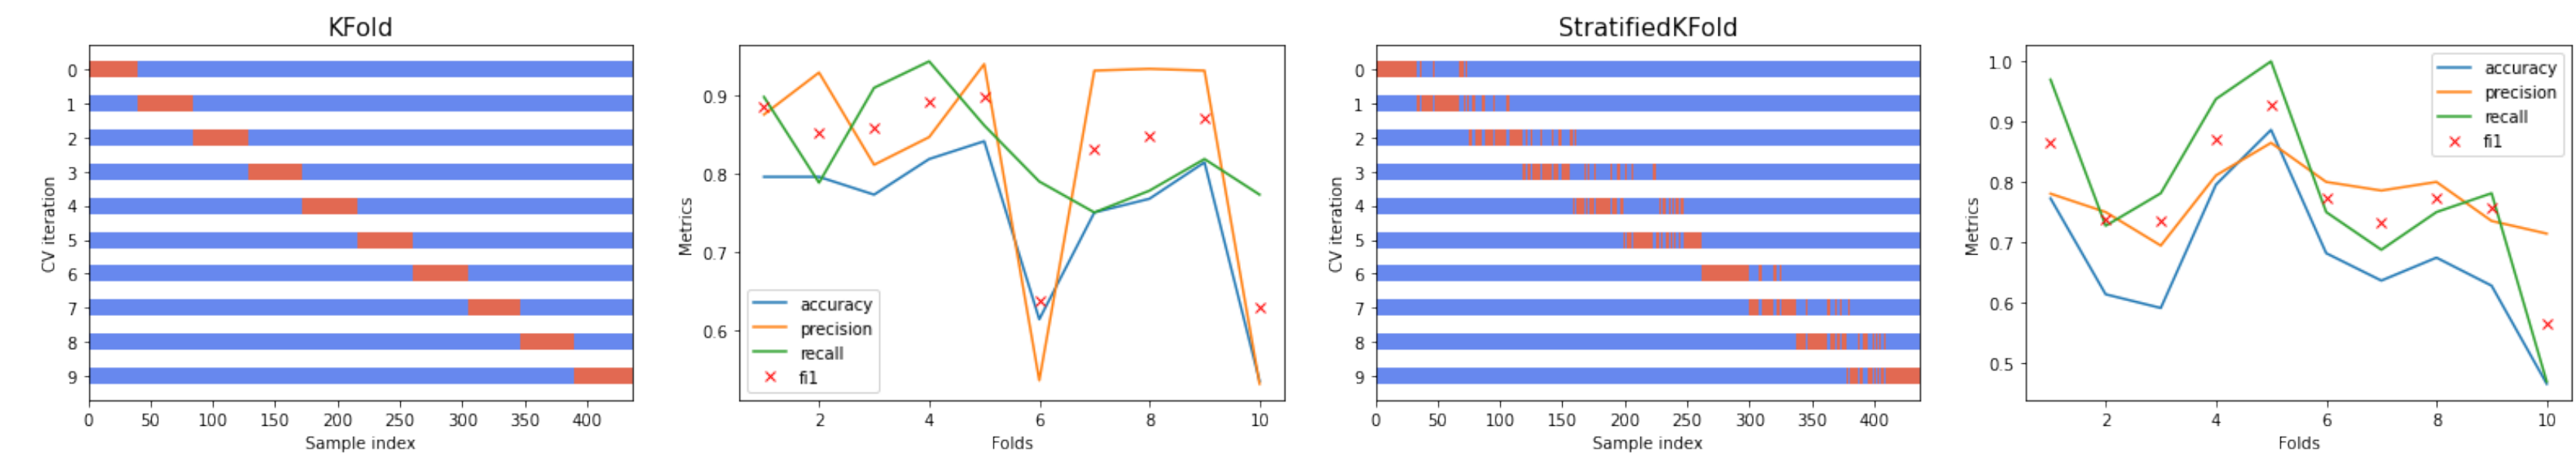 KFold
CV iteration
0
1
2
3
4
5
6
7
8
9
0 50 100 150 200 250 300 350 400
Sample index
Metrics
0.9
0.8
0.7
0.6
accuracy
precision
recall
fi1
2 4 6 8 10
Folds
StratifiedKFold
CV iteration
0
1
2
3
4
5
6
7
8
9
0 50 100 150 200 250 300 350 400
Sample index
Metrics
1.0
0.9
0.8
0.7
0.6
0.5
accuracy
precision
recall
fi1
2 4 6 8 10
Folds